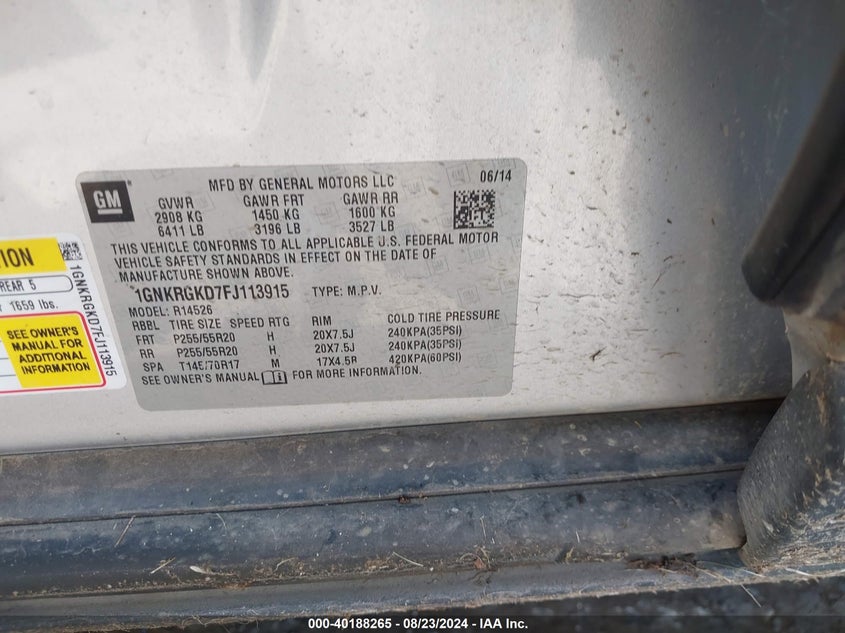 GM
MFD BY GENERAL MOTORS LLC
06/14
GVWR GAWR FRT GAWR RR
2908 KG 1450 KG 1600 KG
6411 LB 3196 LB 3527 LB
THIS VEHICLE CONFORMS TO ALL APPLICABLE U.S. FEDERAL MOTOR
VEHICLE SAFETY STANDARDS IN EFFECT ON THE DATE OF
MANUFACTURE SHOWN ABOVE.
1GNKRGKD7FJ113915 TYPE: M.P.V.
MODEL: R14526
RBBL TIRE SIZE SPEED RTG RIM COLD TIRE PRESSURE
FRT P255/55R20 H 20X7.5J 240KPA(35PSI)
RR P255/55R20 H 20X7.5J 240KPA(35PSI)
SPA M 17X4.5 420KPA(60PSI)
SEE OWNER'S MANUAL FOR MORE INFORMATION.
REAR 5
1659 lbs.
SEE OWNER'S
MANUAL FOR
ADDITIONAL
INFORMATION
1GNKRGKD7FJ113915
000-40188265 - 08/23/2024 - IAA Inc.